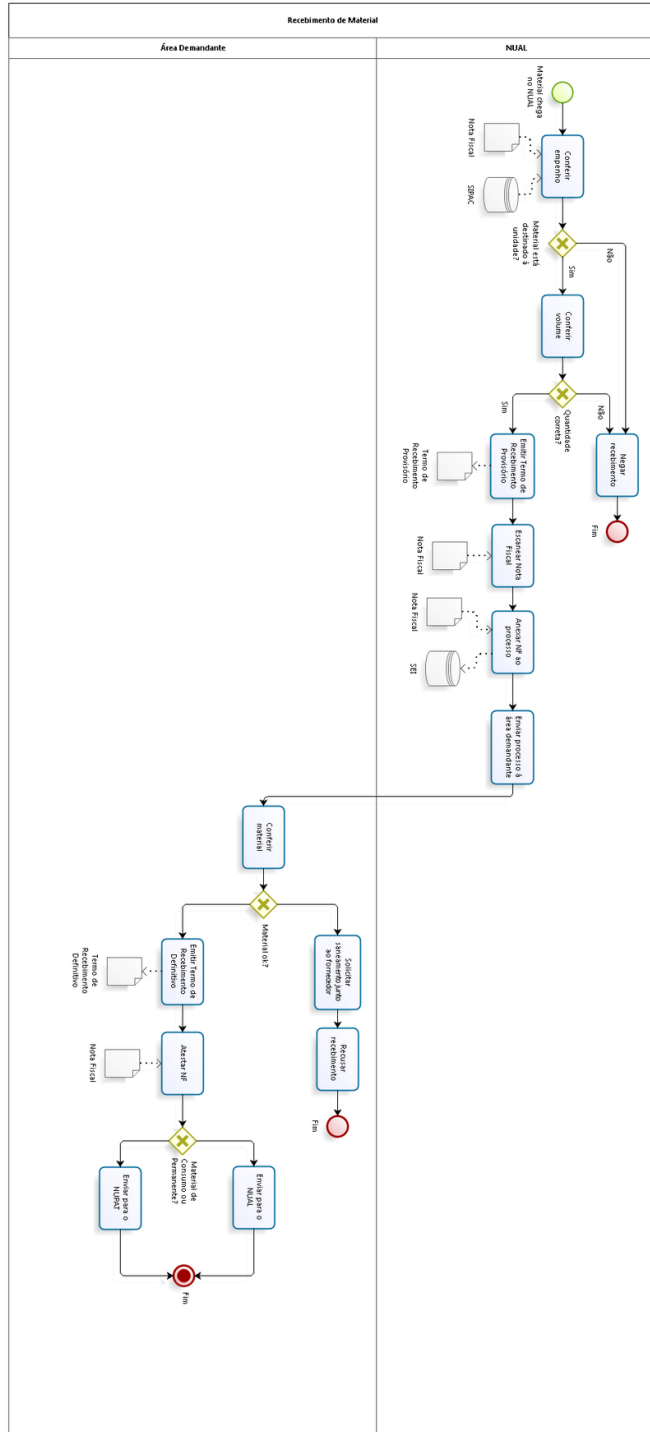 Recebimento de Material
Área Demandante
NUAL
Material chega
no NUAL
Nota Fiscal
SIPAC
Conferir
empenho
Material está
destinado à
unidade?
Não
Sim
Conferir
volume
Quantidade
correta?
Não
Sim
Negar
recebimento
Fim
Emitir Termo de
Recebimento
Provisório
Termo de
Recebimento
Provisório
Escanear Nota
Fiscal
Nota Fiscal
Anexar NF ao
processo
Nota Fiscal
SEI
Enviar processo à
área demandante
Conferir
material
Material ok?
Solicitar
saneamento junto
ao fornecedor
Recusar
recebimento
Fim
Emitir Termo de
Recebimento
Definitivo
Termo de
Recebimento
Definitivo
Atestar NF
Nota Fiscal
Material de
Consumo ou
Permanente?
Enviar para o
NUAL
Enviar para o
NUPAT
Fim